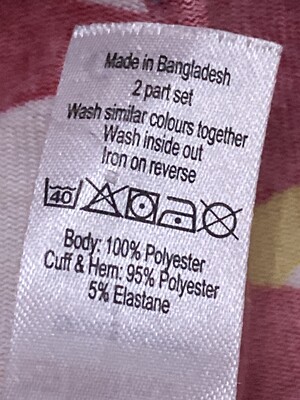 Made in Bangladesh
2 part set
Wash similar colours together
Wash inside out
Iron on reverse
40
Body: 100% Polyester
Cuff & Hem: 95% Polyester
5% Elastane